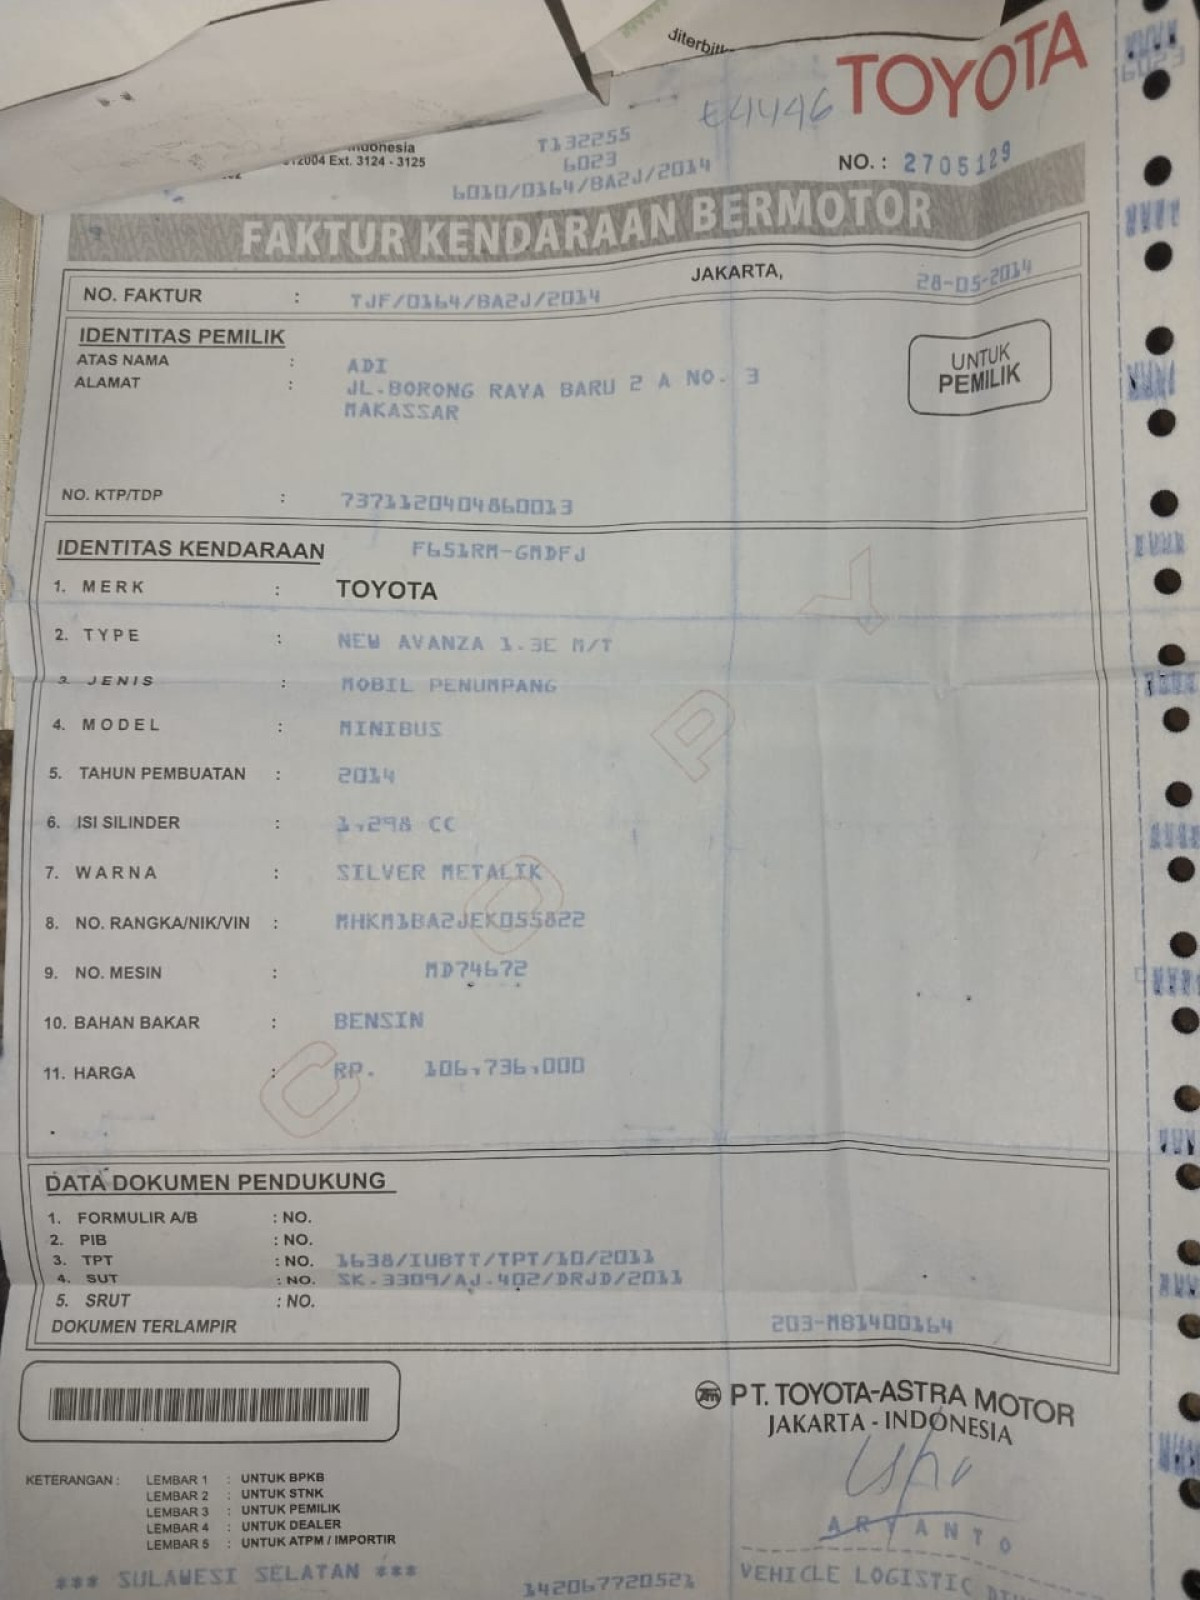 diterbitk
TOYOTA
E4446
Indonesia
T132255
12004 Ext. 3124 - 3125
6023
NO. : 2705129
6010/0164/BA2J/2014
FAKTUR KENDARAAN BERMOTOR
JAKARTA, 28-05-2014
NO. FAKTUR : TJF/0164/BA2J/2014
IDENTITAS PEMILIK
ATAS NAMA : ADI
ALAMAT : JL.BORONG RAYA BARU 2 A NO. 3
MAKASSAR
UNTUK
PEMILIK
NO. KTP/TDP : 7371120404860013
IDENTITAS KENDARAAN F651RM-GMDFJ
1. MERK : TOYOTA
2. TYPE : NEW AVANZA 1.3E M/T
3. JENIS : MOBIL PENUMPANG
4. MODEL : MINIBUS
5. TAHUN PEMBUATAN : 2014
6. ISI SILINDER : 1,298 CC
7. WARNA : SILVER METALIK
8. NO. RANGKA/NIK/VIN : MHKM1BA2JEK055822
9. NO. MESIN : MD74672
10. BAHAN BAKAR : BENSIN
11. HARGA : RP. 106,736,000
COPY
DATA DOKUMEN PENDUKUNG
1. FORMULIR A/B : NO.
2. PIB : NO.
3. TPT : NO. 1638/IUBTT/TPT/10/2011
4. SUT : NO. SK.3309/AJ.402/DRJD/2011
5. SRUT : NO.
DOKUMEN TERLAMPIR 203-M81400164
PT. TOYOTA-ASTRA MOTOR
JAKARTA - INDONESIA
KETERANGAN : LEMBAR 1 : UNTUK BPKB
LEMBAR 2 : UNTUK STNK
LEMBAR 3 : UNTUK PEMILIK
LEMBAR 4 : UNTUK DEALER
LEMBAR 5 : UNTUK ATPM / IMPORTIR
ARYANTO
*** SULAWESI SELATAN ***
142067720521
VEHICLE LOGISTIC